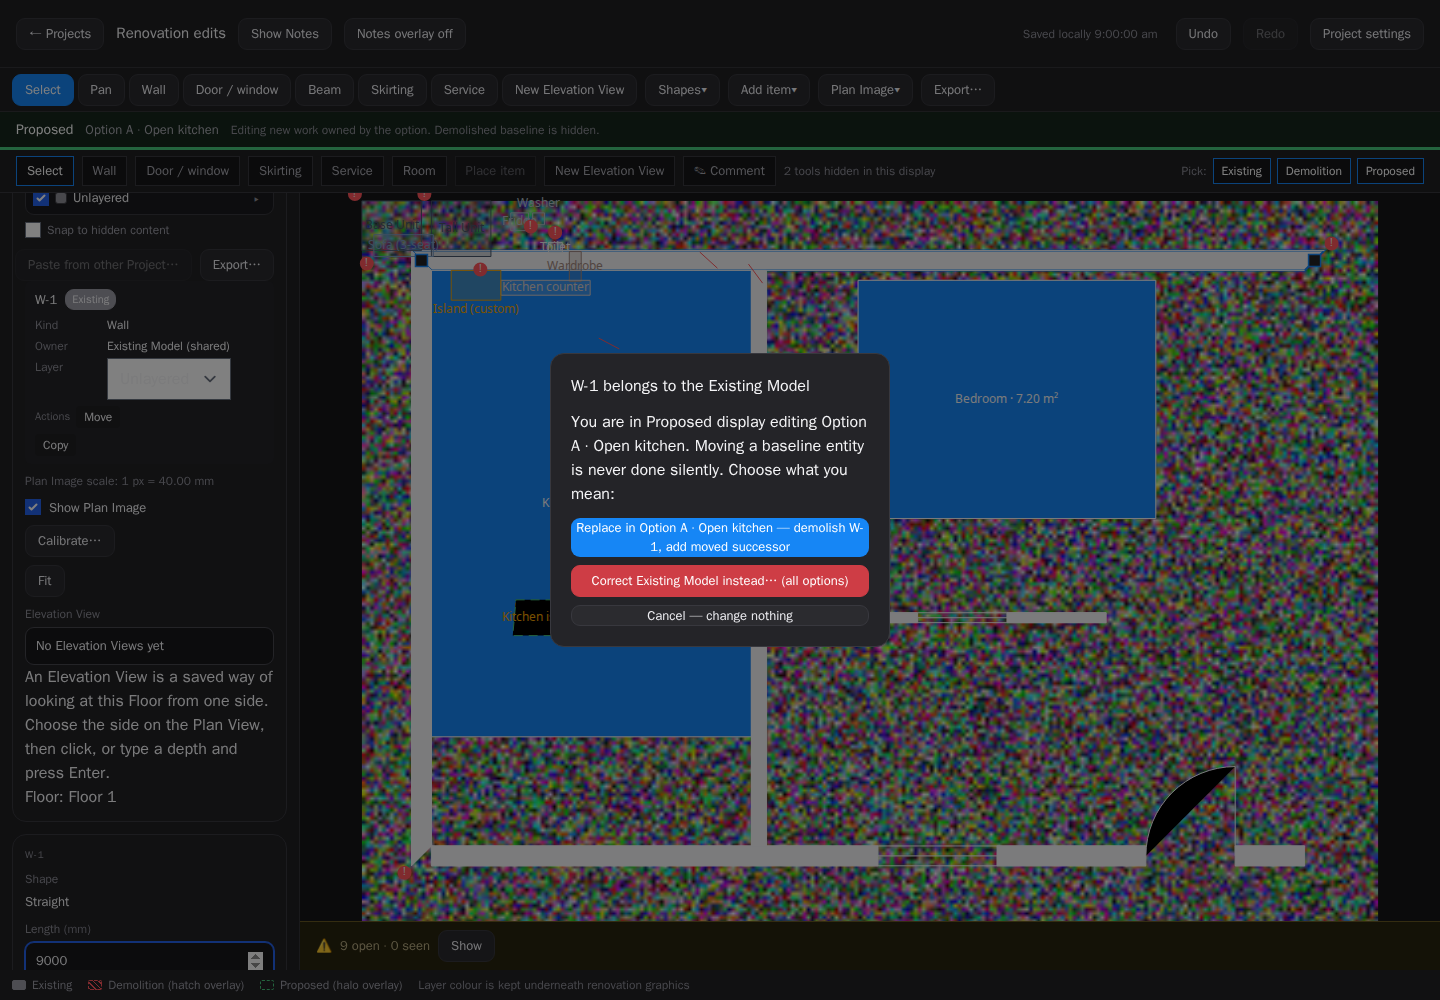 ← Projects
Renovation edits
Show Notes
Notes overlay off
Saved locally 9:00:00 am
Undo
Redo
Project settings
Select
Pan
Wall
Door / window
Beam
Skirting
Service
New Elevation View
Shapes▾
Add item▾
Plan Image▾
Export⋯
Proposed
Option A · Open kitchen
Editing new work owned by the option. Demolished baseline is hidden.
Select
Wall
Door / window
Skirting
Service
Room
Place item
New Elevation View
✎ Comment
2 tools hidden in this display
Pick:
Existing
Demolition
Proposed
Unlayered
Snap to hidden content
Paste from other Project⋯
Export⋯
W-1
Existing
Kind
Wall
Owner
Existing Model (shared)
Layer
Unlayered
Actions
Move
Copy
Plan Image scale: 1 px = 40.00 mm
Show Plan Image
Calibrate⋯
Fit
Elevation View
No Elevation Views yet
An Elevation View is a saved way of
looking at this Floor from one side.
Choose the side on the Plan View,
then click, or type a depth and
press Enter.
Floor: Floor 1
W-1
Shape
Straight
Length (mm)
9000
Washer
Toilet
Wardrobe
Kitchen counter
Island (custom)
Bedroom · 7.20 m²
K
Kitchen i
W-1 belongs to the Existing Model
You are in Proposed display editing Option
A · Open kitchen. Moving a baseline entity
is never done silently. Choose what you
mean:
Replace in Option A · Open kitchen — demolish W-
1, add moved successor
Correct Existing Model instead⋯ (all options)
Cancel — change nothing
9 open · 0 seen
Show
Existing
Demolition (hatch overlay)
Proposed (halo overlay)
Layer colour is kept underneath renovation graphics